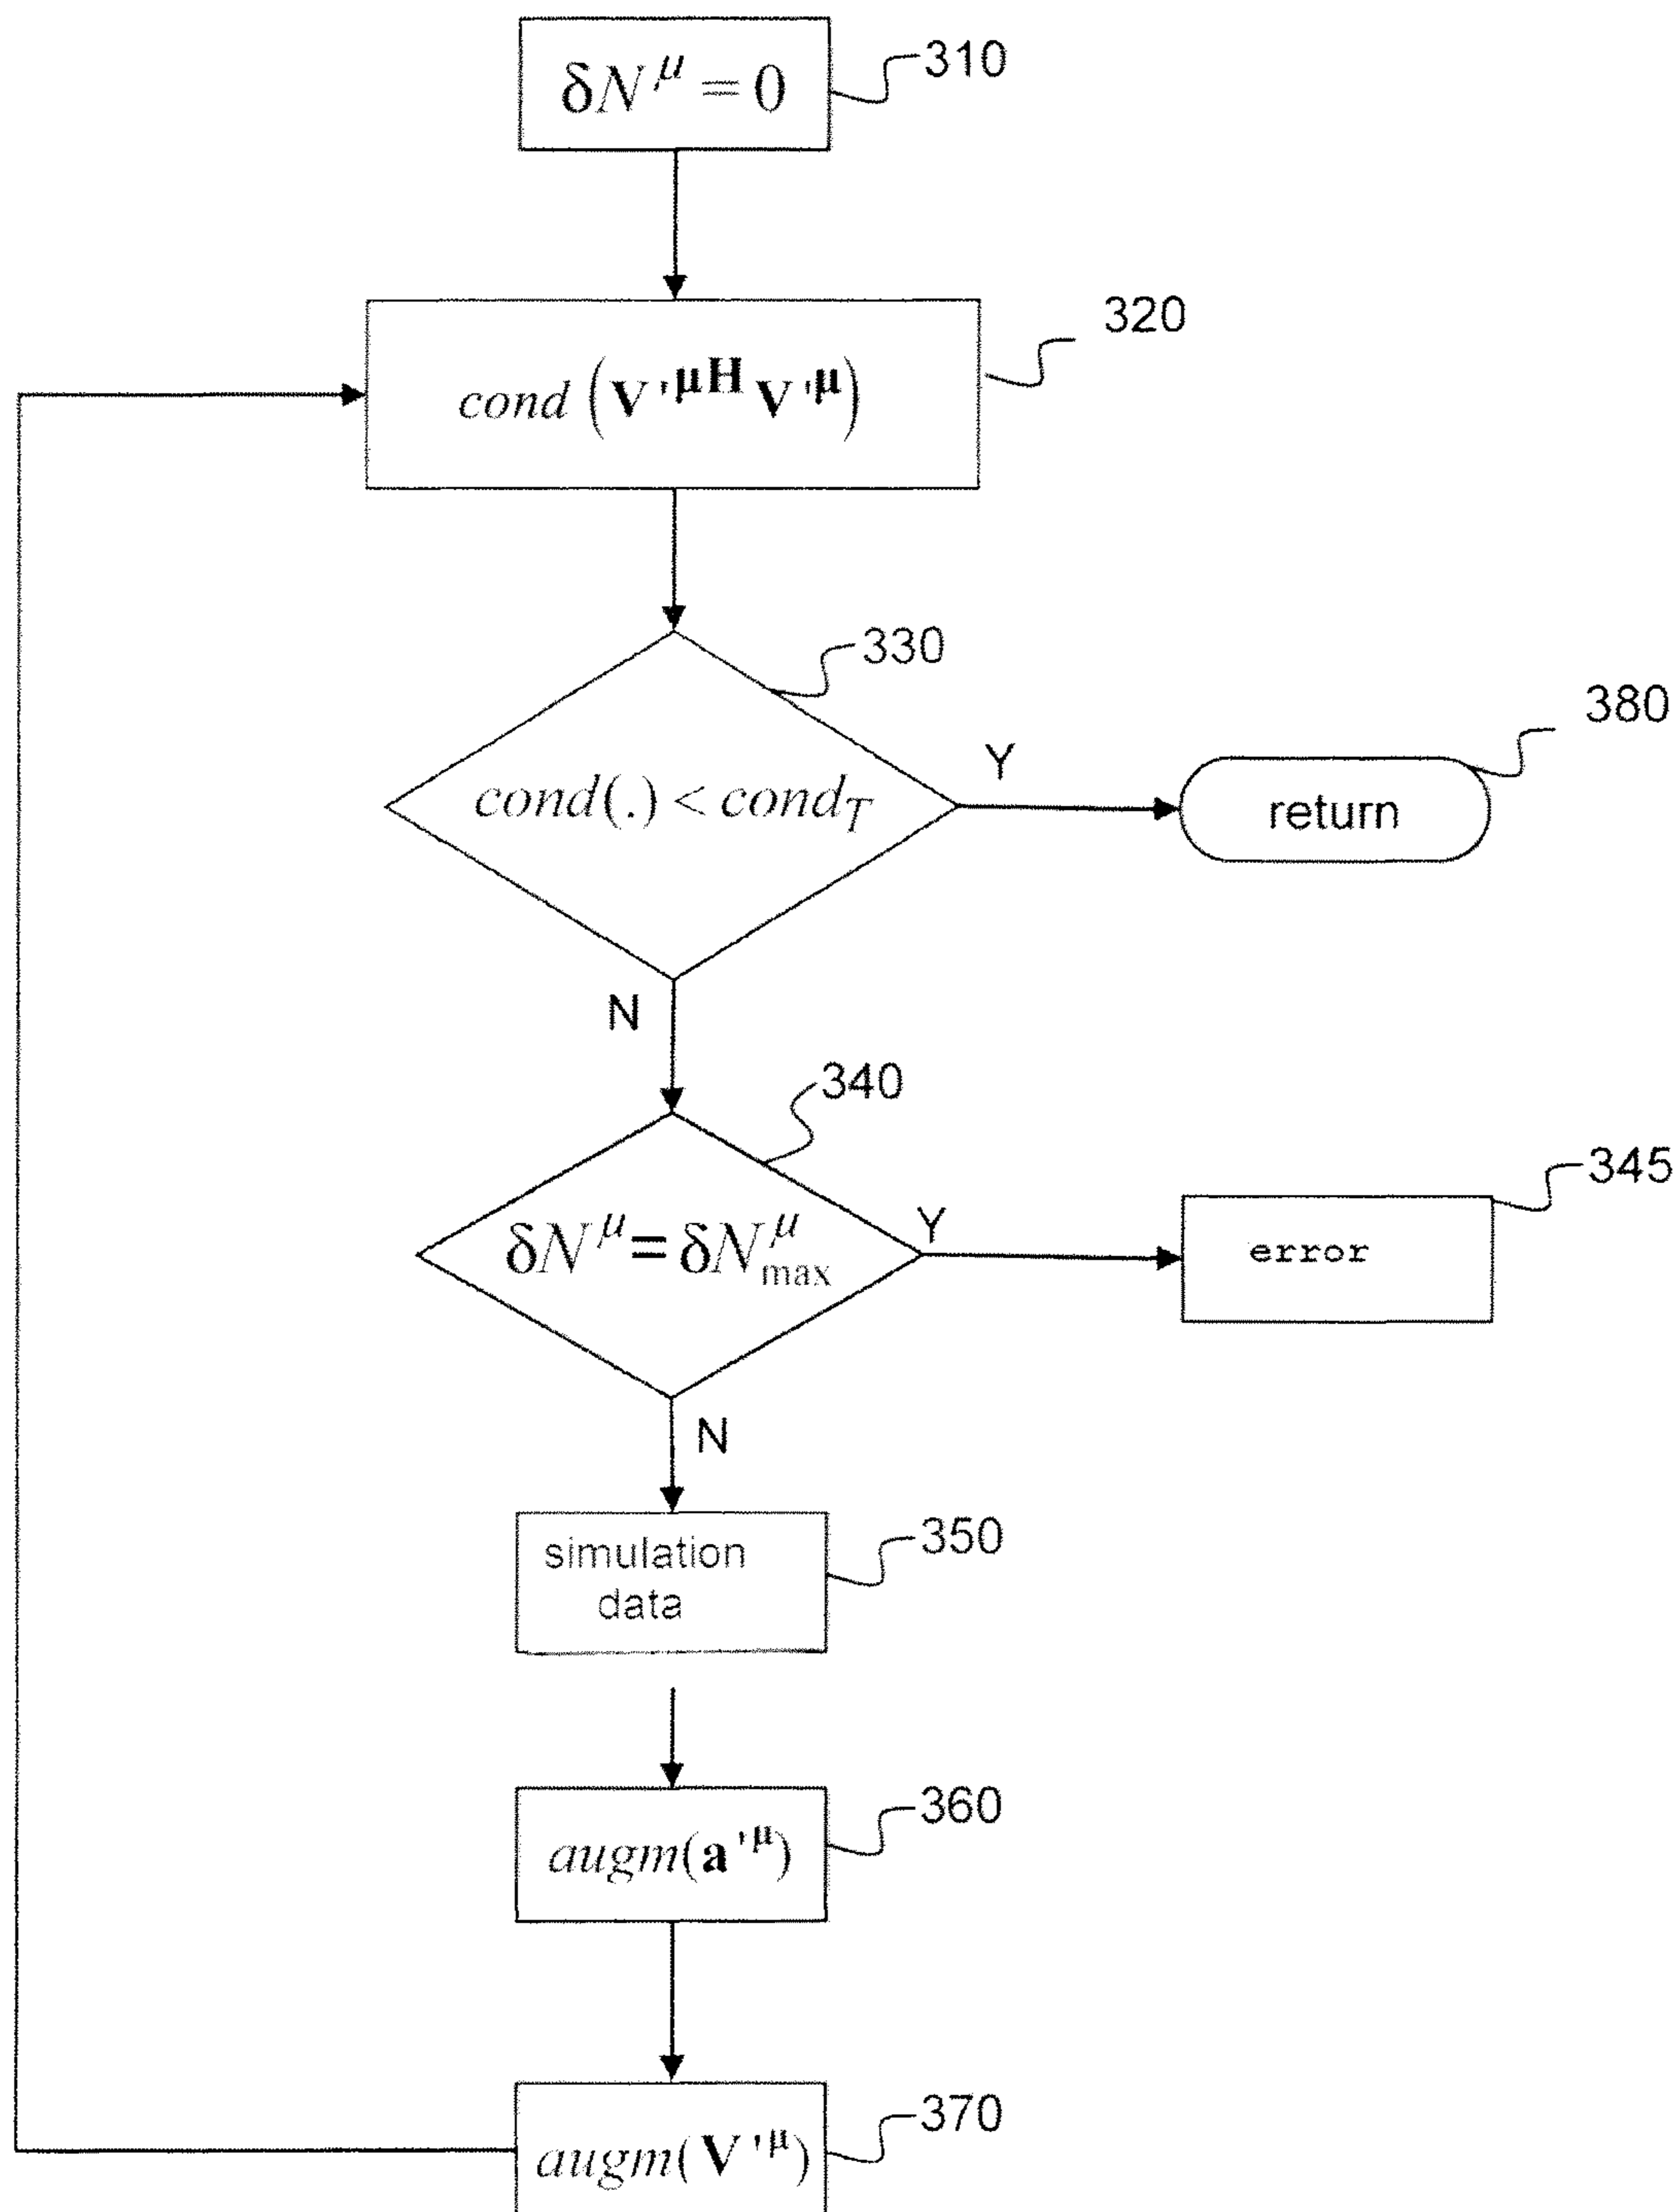 δN^μ = 0
310
cond (V'^μH V'^μ)
320
330
cond(.) < cond_T
Y
380
return
N
340
δN^μ = δN^μ_max
Y
345
error
N
simulation
data
350
augm(a'^μ)
360
augm(V'^μ)
370